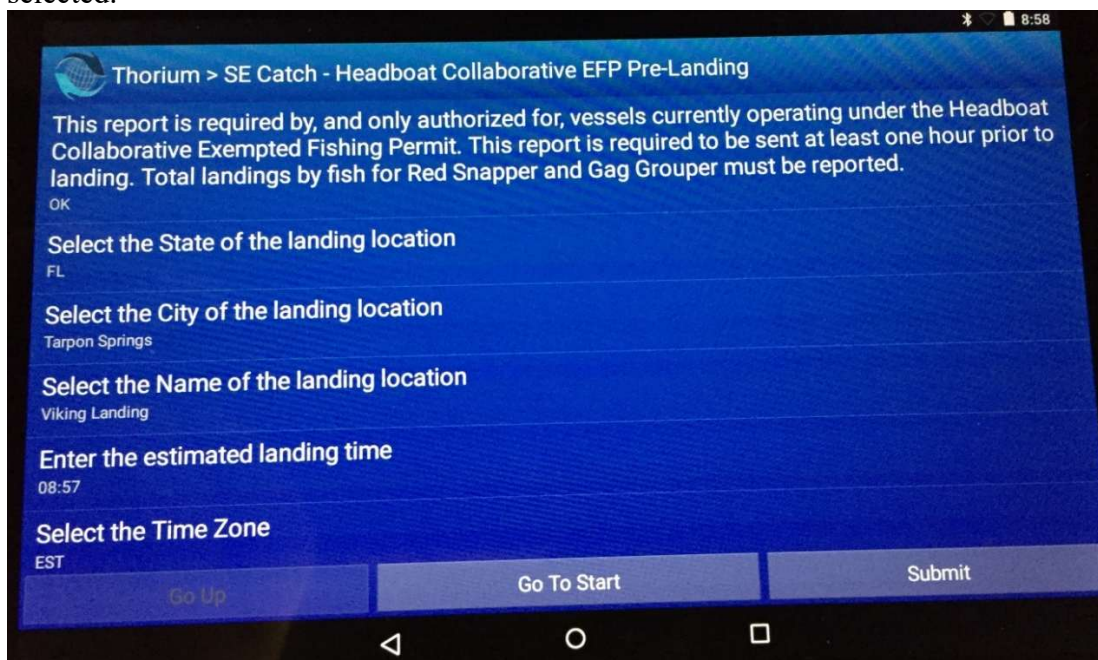 selected.
8:58
Thorium > SE Catch - Headboat Collaborative EFP Pre-Landing
This report is required by, and only authorized for, vessels currently operating under the Headboat
Collaborative Exempted Fishing Permit. This report is required to be sent at least one hour prior to
landing. Total landings by fish for Red Snapper and Gag Grouper must be reported.
OK
Select the State of the landing location
FL
Select the City of the landing location
Tarpon Springs
Select the Name of the landing location
Viking Landing
Enter the estimated landing time
08:57
Select the Time Zone
EST
Go Up
Go To Start
Submit